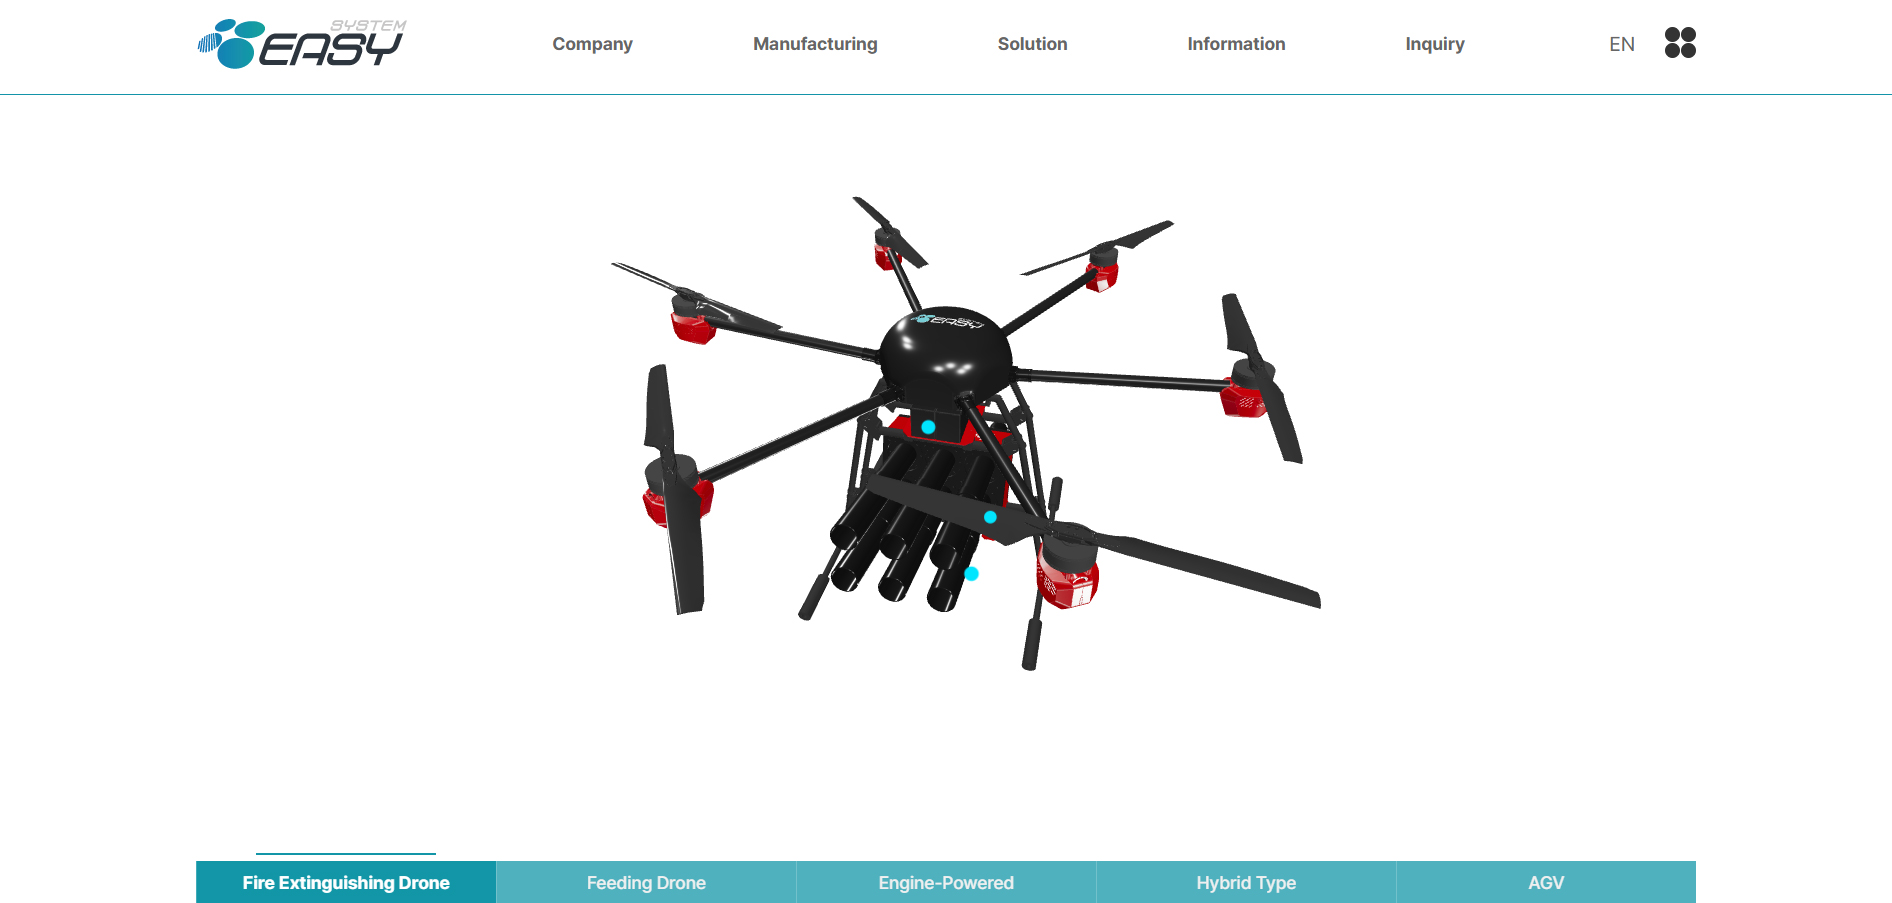 SYSTEM
EASY
Company Manufacturing Solution Information Inquiry EN
EASY
Fire Extinguishing Drone Feeding Drone Engine-Powered Hybrid Type AGV